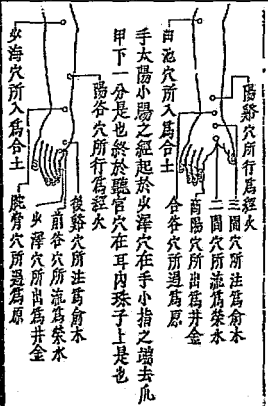 陽谿穴所行爲經火
三間穴所注爲俞木
二間穴所流爲榮水
商陽穴所出爲井金
合谷穴所過爲原
曲池穴所入爲合土
手太陽小腸之經起於少澤穴在手小指之端去爪
甲下一分是也終於聽官穴在耳內珠子上是也
陽谷穴所行爲經火
後谿穴所注爲俞木
前谷穴所流爲榮水
少澤穴所出爲井金
腕骨穴所過爲原
少海穴所入爲合土